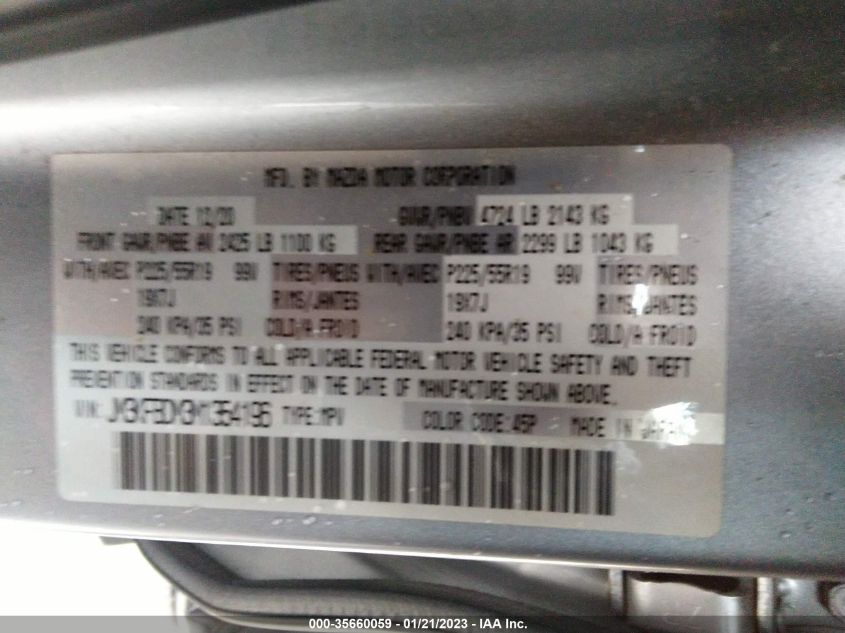 MFD. BY MAZDA MOTOR CORPORATION
DATE 12/20 GVWR/PNBV 4724 LB 2143 KG
FRONT GAWR/PNBE AV 2425 LB 1100 KG REAR GAWR/PNBE AR 2299 LB 1043 KG
WITH/AVEC P225/55R19 99V TIRES/PNEUS WITH/AVEC P225/55R19 99V TIRES/PNEUS
19X7J RIMS/JANTES 19X7J RIMS/JANTES
240 KPA/35 PSI COLD/A FROID 240 KPA/35 PSI COLD/A FROID
THIS VEHICLE CONFORMS TO ALL APPLICABLE FEDERAL MOTOR VEHICLE SAFETY AND THEFT
PREVENTION STANDARDS IN EFFECT ON THE DATE OF MANUFACTURE SHOWN ABOVE.
VIN: JM3KFBDYXM1354196 TYPE:MPV COLOR CODE:45P MADE IN JAPAN
000-35660059 - 01/21/2023 - IAA Inc.